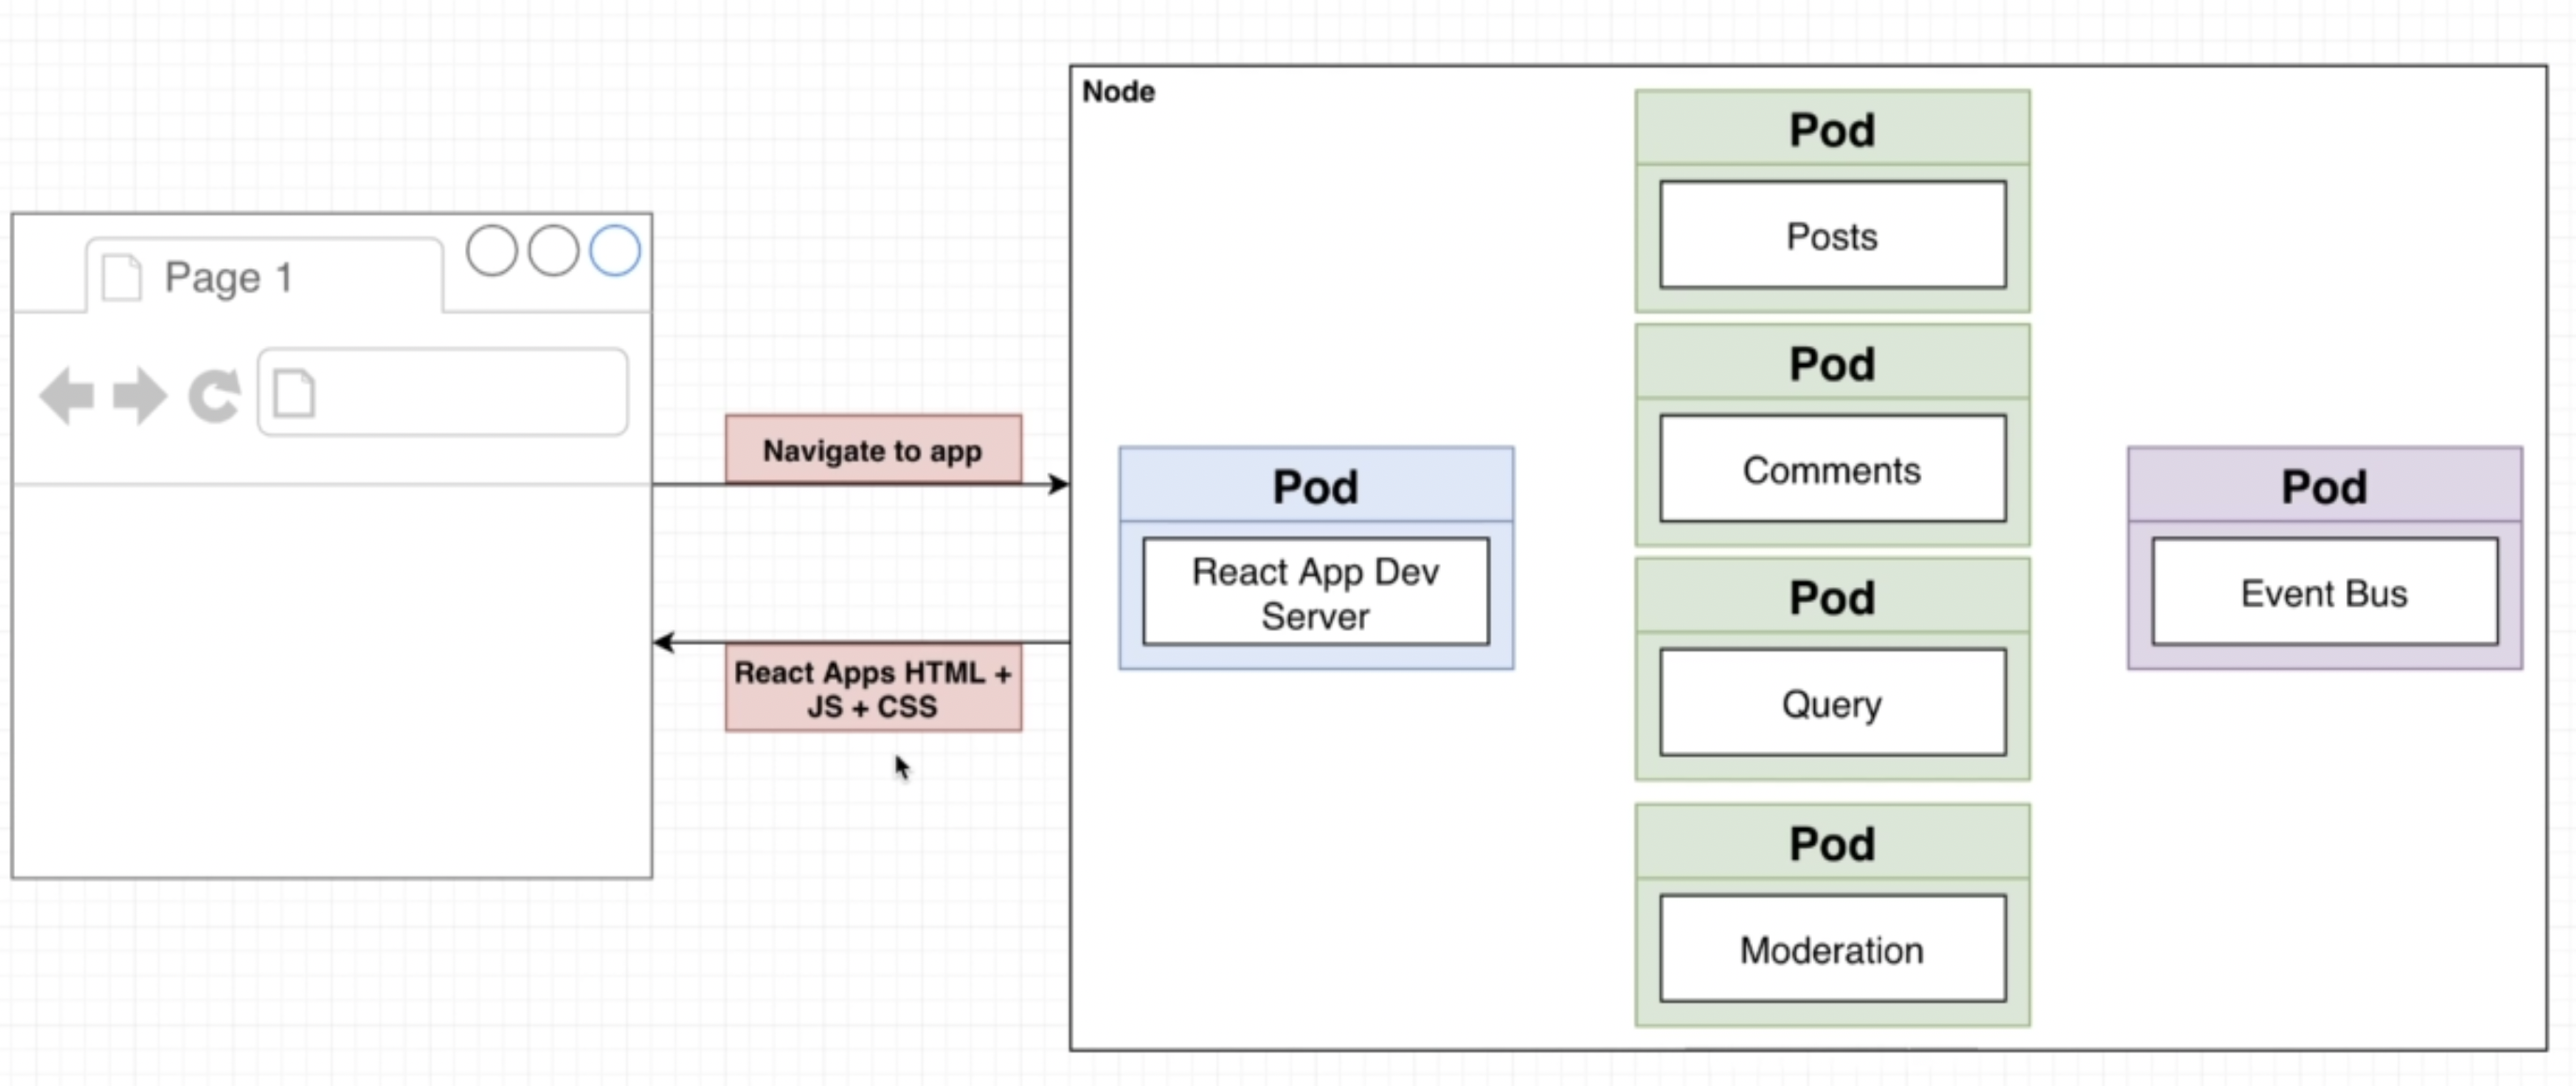 Page 1
Navigate to app
React Apps HTML +
JS + CSS
Node
Pod
React App Dev
Server
Pod
Posts
Pod
Comments
Pod
Query
Pod
Moderation
Pod
Event Bus